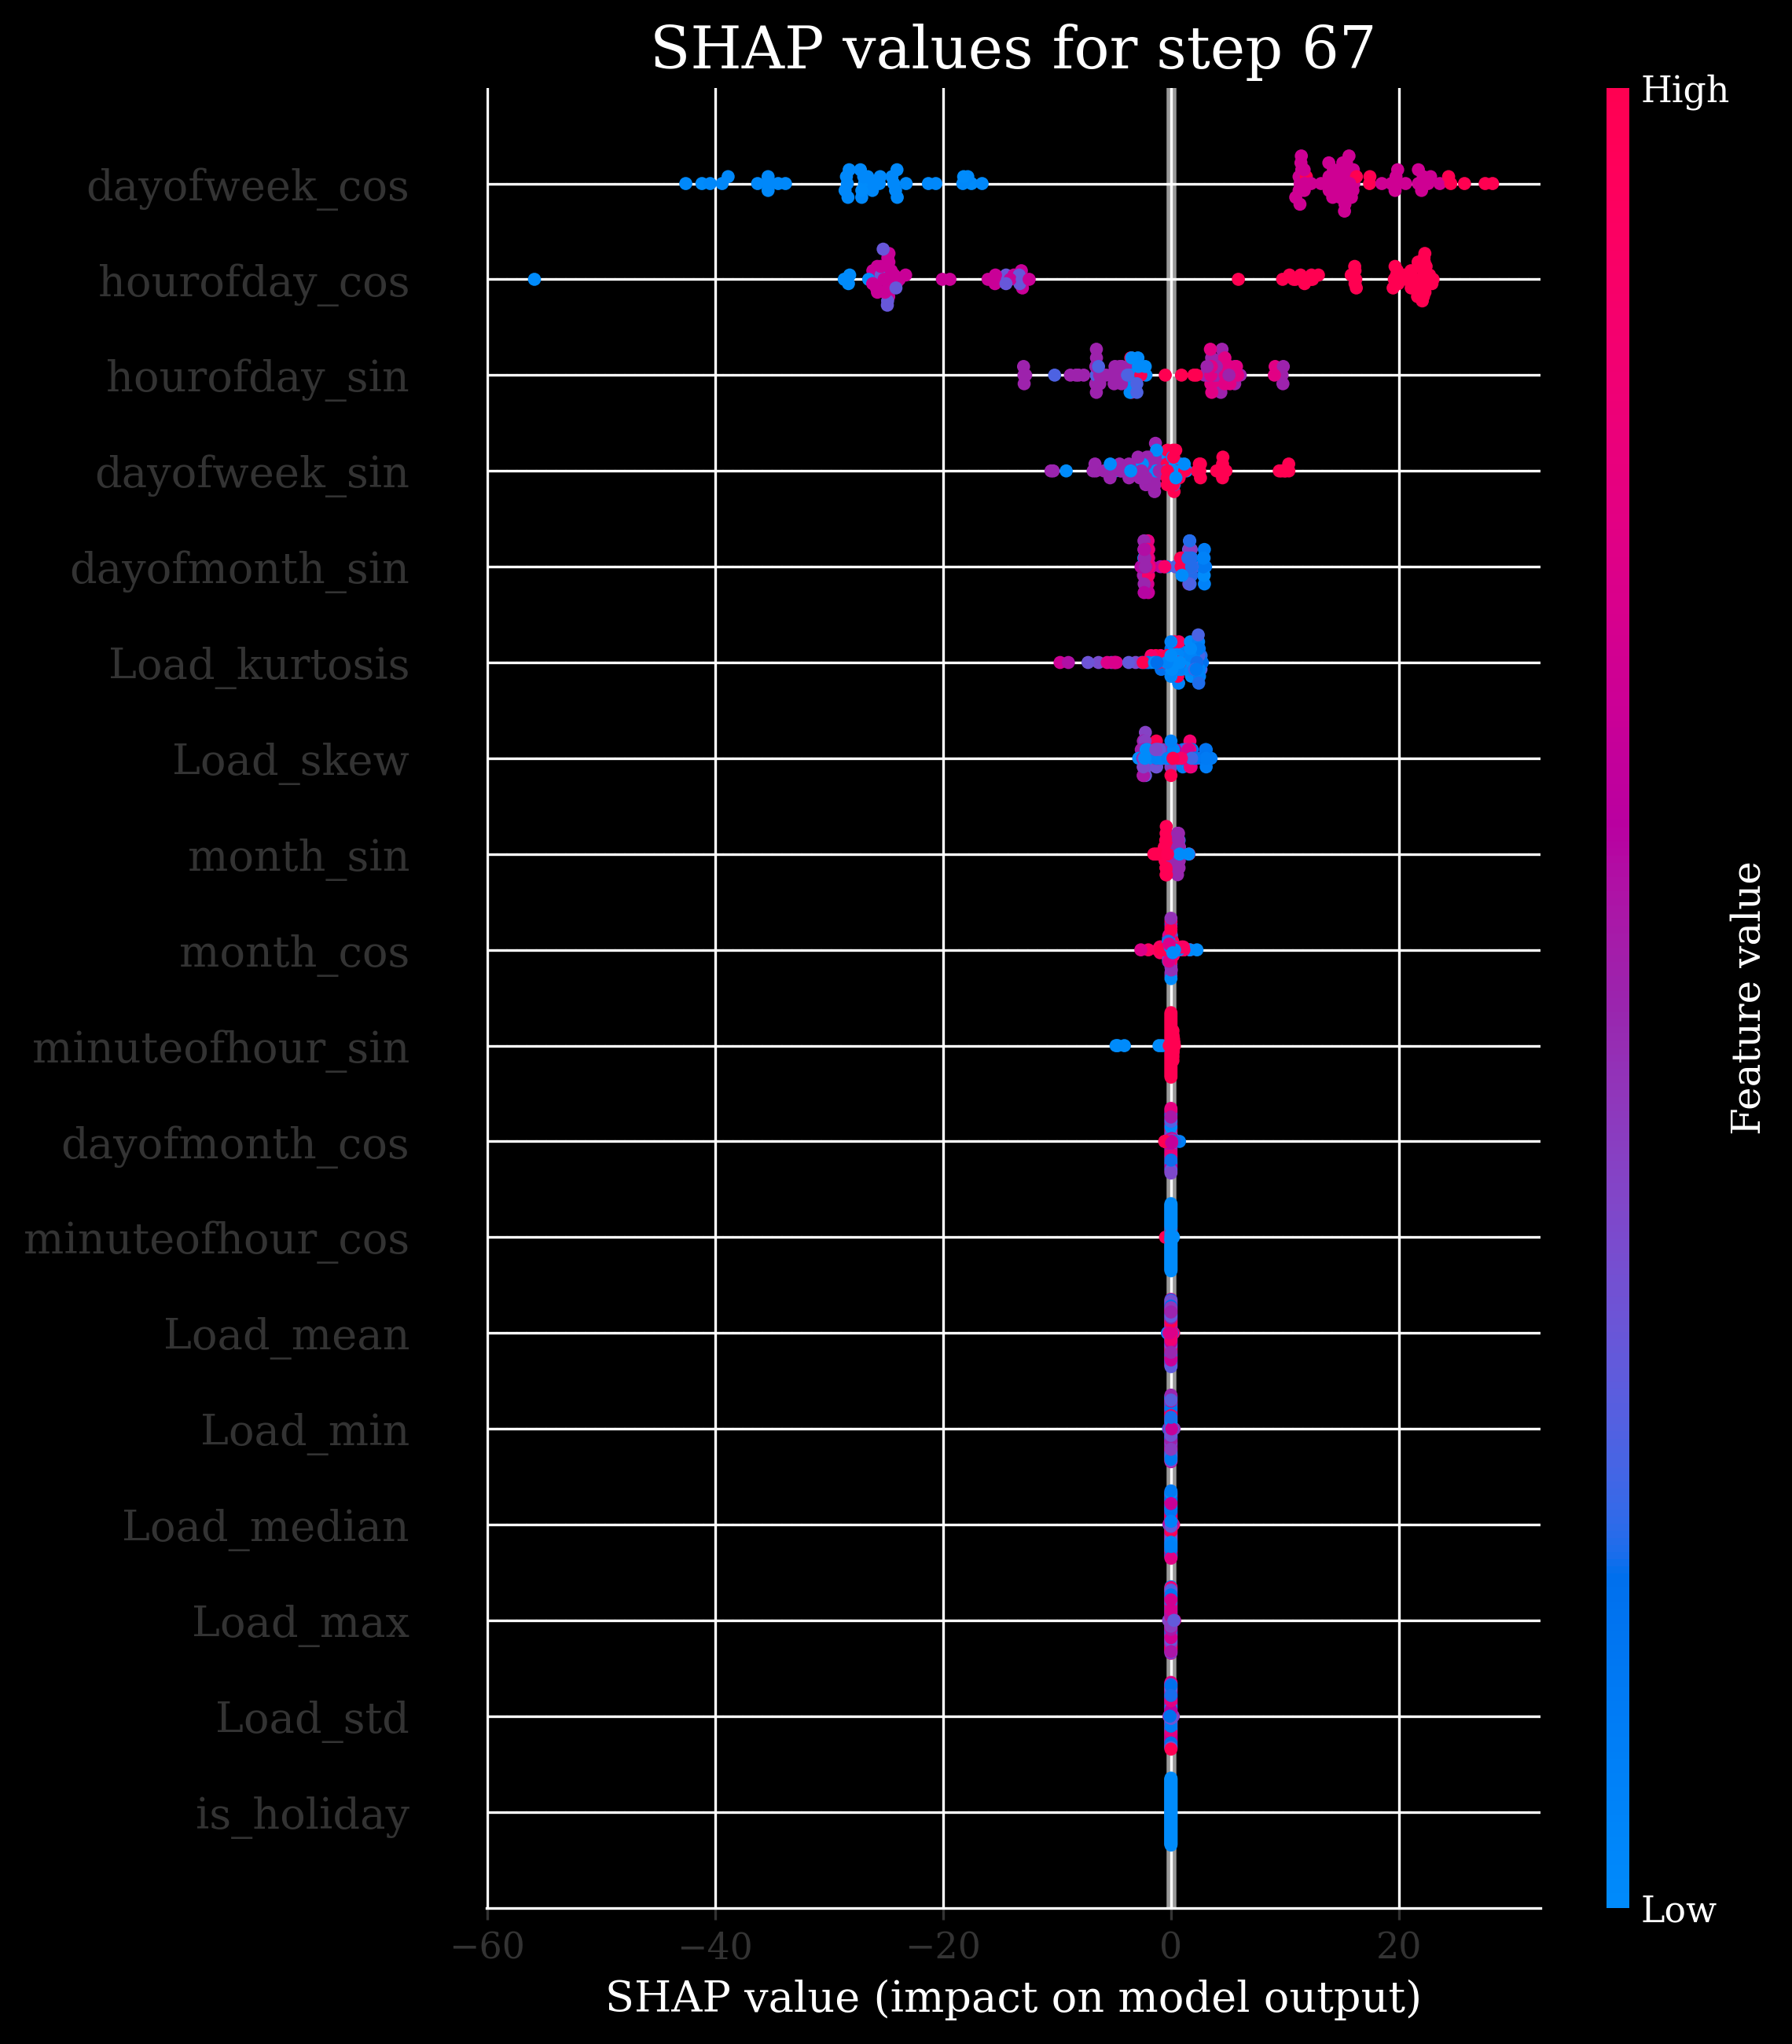 SHAP values for step 67
High
dayofweek_cos
hourofday_cos
hourofday_sin
dayofweek_sin
dayofmonth_sin
Load_kurtosis
Load_skew
month_sin
month_cos
minuteofhour_sin
dayofmonth_cos
minuteofhour_cos
Load_mean
Load_min
Load_median
Load_max
Load_std
is_holiday
Feature value
Low
−60 −40 −20 0 20
SHAP value (impact on model output)